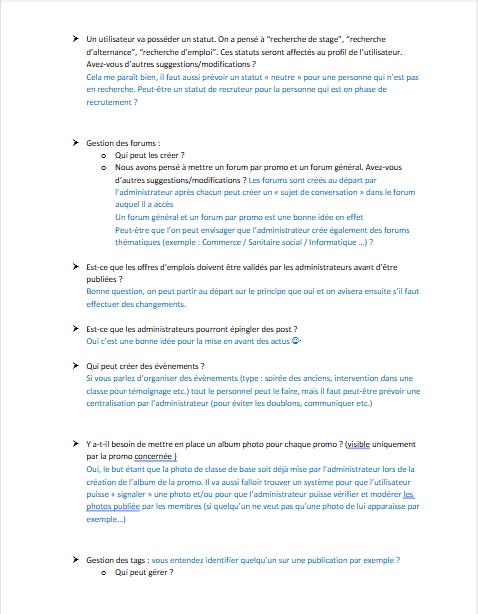 ➤ Un utilisateur va posséder un statut. On a pensé à "recherche de stage", "recherche
d'alternance", "recherche d'emploi". Ces statuts seront affectés au profil de l'utilisateur.
Avez-vous d'autres suggestions/modifications ?
Cela me paraît bien, il faut aussi prévoir un statut « neutre » pour une personne qui n'est pas
en recherche. Peut-être un statut de recruteur pour la personne qui est en phase de
recrutement ?
➤ Gestion des forums :
o Qui peut les créer ?
o Nous avons pensé à mettre un forum par promo et un forum général. Avez-vous
d'autres suggestions/modifications ? Les forums sont créés au départ par
l'administrateur après chacun peut créer un « sujet de conversation » dans le forum
auquel il a accès
Un forum général et un forum par promo est une bonne idée en effet
Peut-être que l'on peut envisager que l'administrateur crée également des forums
thématiques (exemple : Commerce / Sanitaire social / Informatique ...) ?
➤ Est-ce que les offres d'emplois doivent être validés par les administrateurs avant d'être
publiées ?
Bonne question, on peut partir au départ sur le principe que oui et on avisera ensuite s'il faut
effectuer des changements.
➤ Est-ce que les administrateurs pourront épingler des post ?
Oui c'est une bonne idée pour la mise en avant des actus ☺
➤ Qui peut créer des évènements ?
Si vous parlez d'organiser des évènements (type : soirée des anciens, intervention dans une
classe pour témoignage etc.) tout le personnel peut le faire, mais il faut peut-être prévoir une
centralisation par l'administrateur (pour éviter les doublons, communiquer etc.)
➤ Y a-t-il besoin de mettre en place un album photo pour chaque promo ? (visible uniquement
par la promo concernée )
Oui, le but étant que la photo de classe de base soit déjà mise par l'administrateur lors de la
création de l'album de la promo. Il va aussi falloir trouver un système pour que l'utilisateur
puisse « signaler » une photo et/ou pour que l'administrateur puisse vérifier et modérer les
photos publiée par les membres (si quelqu'un ne veut pas qu'une photo de lui apparaisse par
exemple...)
➤ Gestion des tags : vous entendez identifier quelqu'un sur une publication par exemple ?
o Qui peut gérer ?